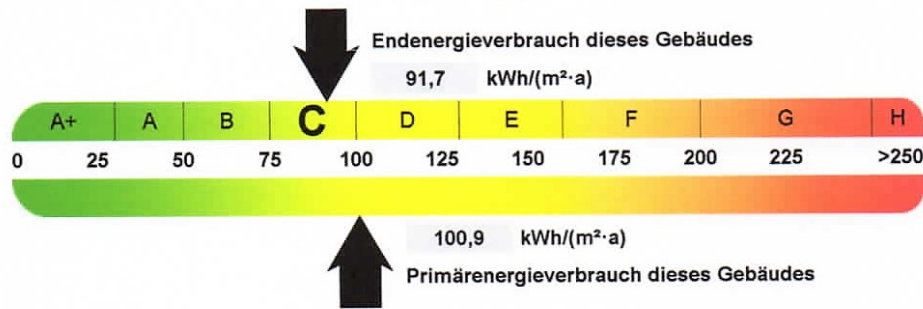 Endenergieverbrauch dieses Gebäudes
91,7 kWh/(m²·a)
A+ A B C D E F G H
0 25 50 75 100 125 150 175 200 225 >250
100,9 kWh/(m²·a)
Primärenergieverbrauch dieses Gebäudes